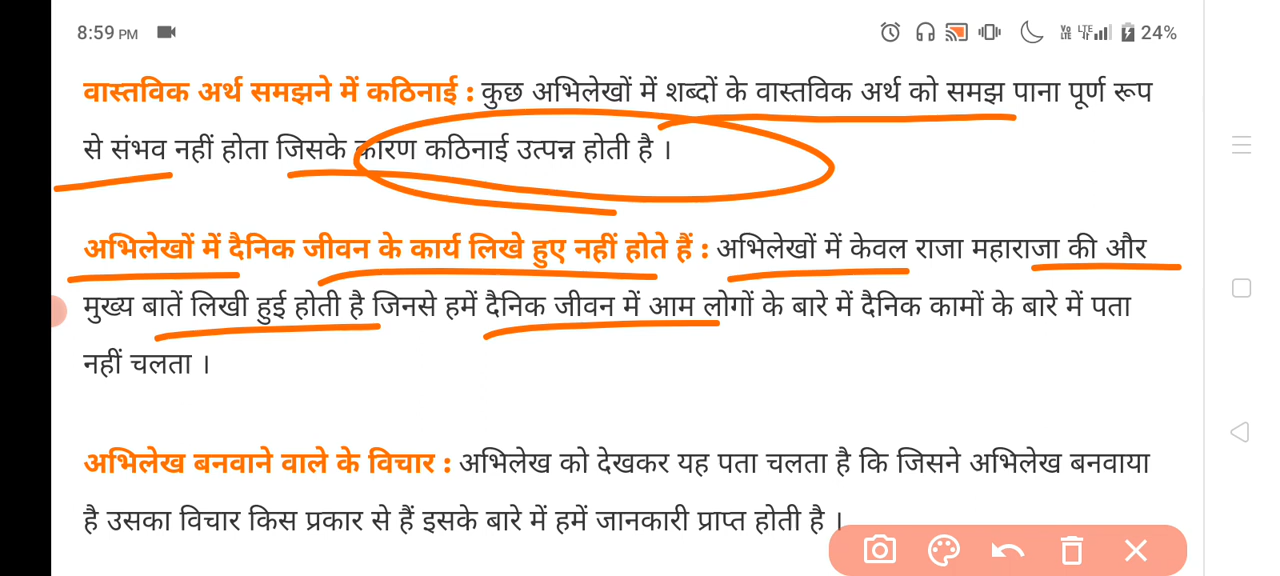 8:59 PM
24%
वास्तविक अर्थ समझने में कठिनाई : कुछ अभिलेखों में शब्दों के वास्तविक अर्थ को समझ पाना पूर्ण रूप
से संभव नहीं होता जिसके कारण कठिनाई उत्पन्न होती है ।
अभिलेखों में दैनिक जीवन के कार्य लिखे हुए नहीं होते हैं : अभिलेखों में केवल राजा महाराजा की और
मुख्य बातें लिखी हुई होती है जिनसे हमें दैनिक जीवन में आम लोगों के बारे में दैनिक कामों के बारे में पता
नहीं चलता ।
अभिलेख बनवाने वाले के विचार : अभिलेख को देखकर यह पता चलता है कि जिसने अभिलेख बनवाया
है उसका विचार किस प्रकार से हैं इसके बारे में हमें जानकारी प्राप्त होती है ।